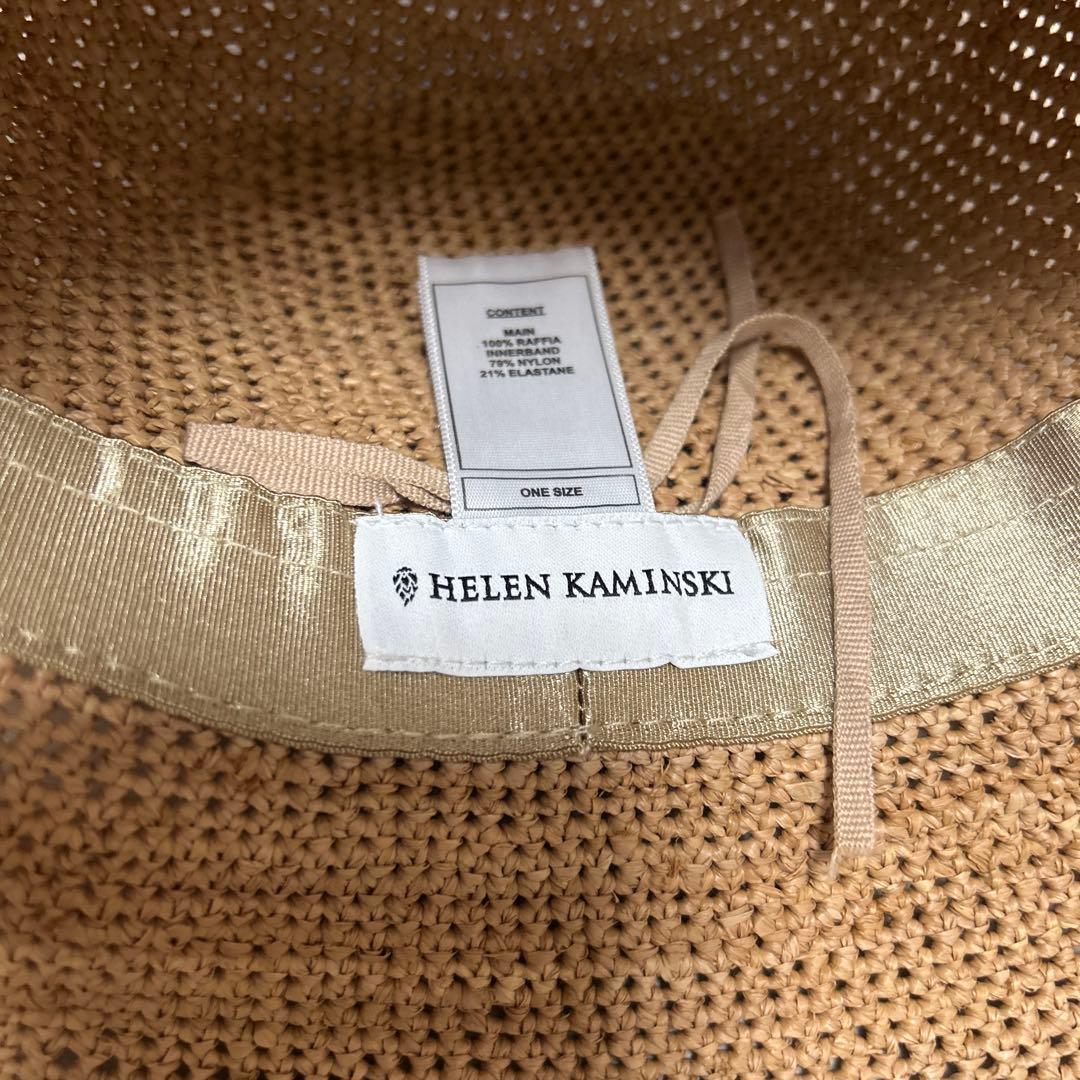 CONTENT
MAIN
100% RAFFIA
INNERBAND
79% NYLON
21% ELASTANE
ONE SIZE
HELEN KAMINSKI